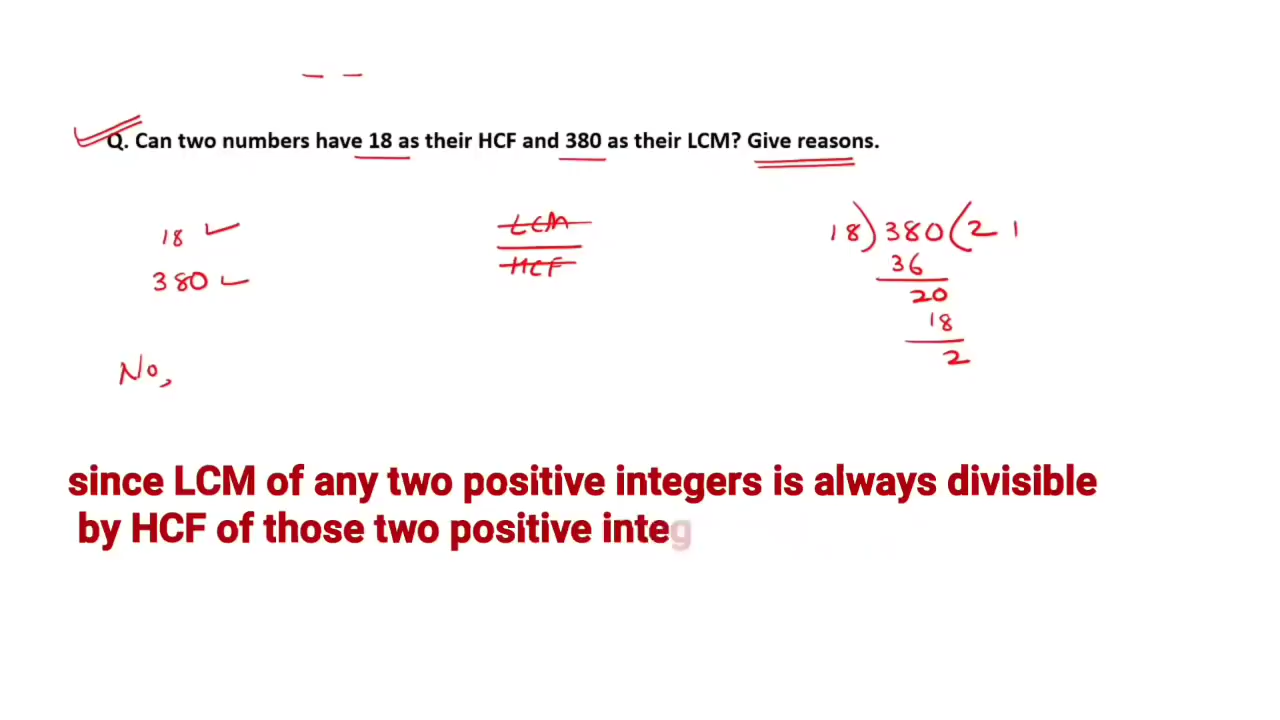 Q. Can two numbers have 18 as their HCF and 380 as their LCM? Give reasons.
LCM
HCF
18
380
18)380(21
36
20
18
2
No,
since LCM of any two positive integers is always divisible
by HCF of those two positive integ